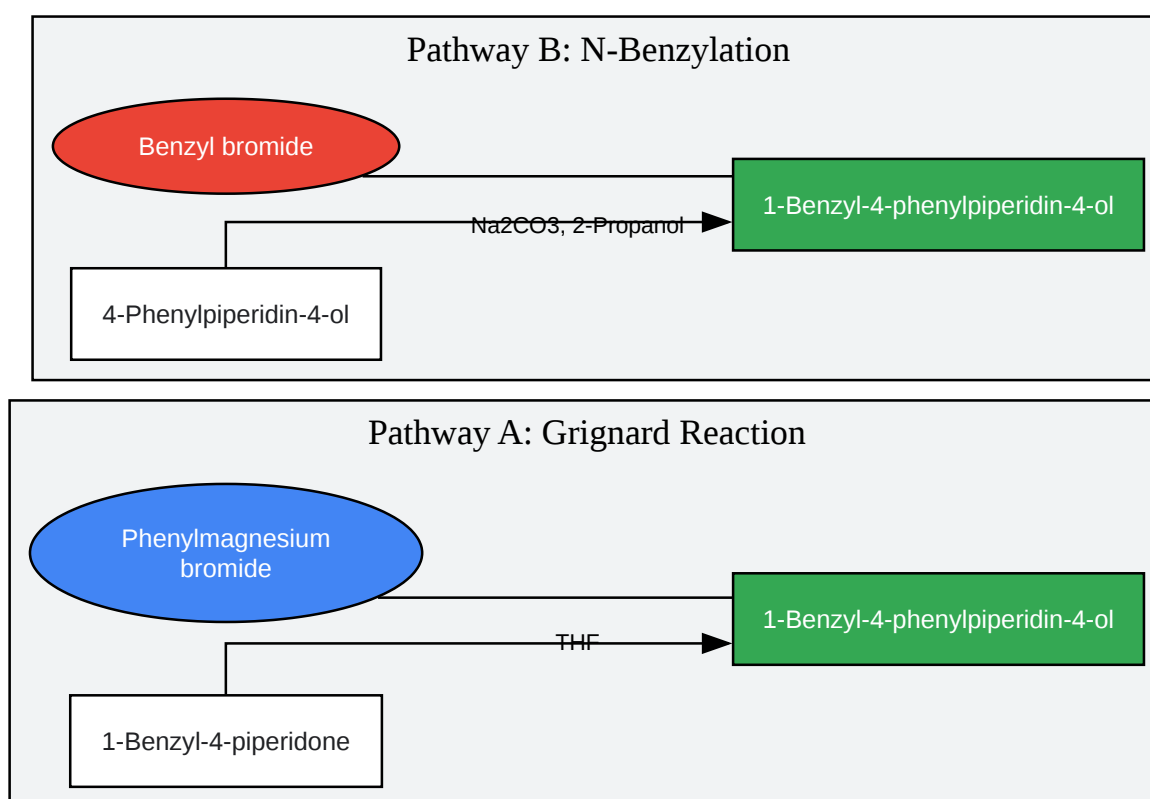 Pathway B: N-Benzylation
Benzyl bromide
1-Benzyl-4-phenylpiperidin-4-ol
Na2CO3, 2-Propanol
4-Phenylpiperidin-4-ol
Pathway A: Grignard Reaction
Phenylmagnesium
bromide
1-Benzyl-4-phenylpiperidin-4-ol
THF
1-Benzyl-4-piperidone